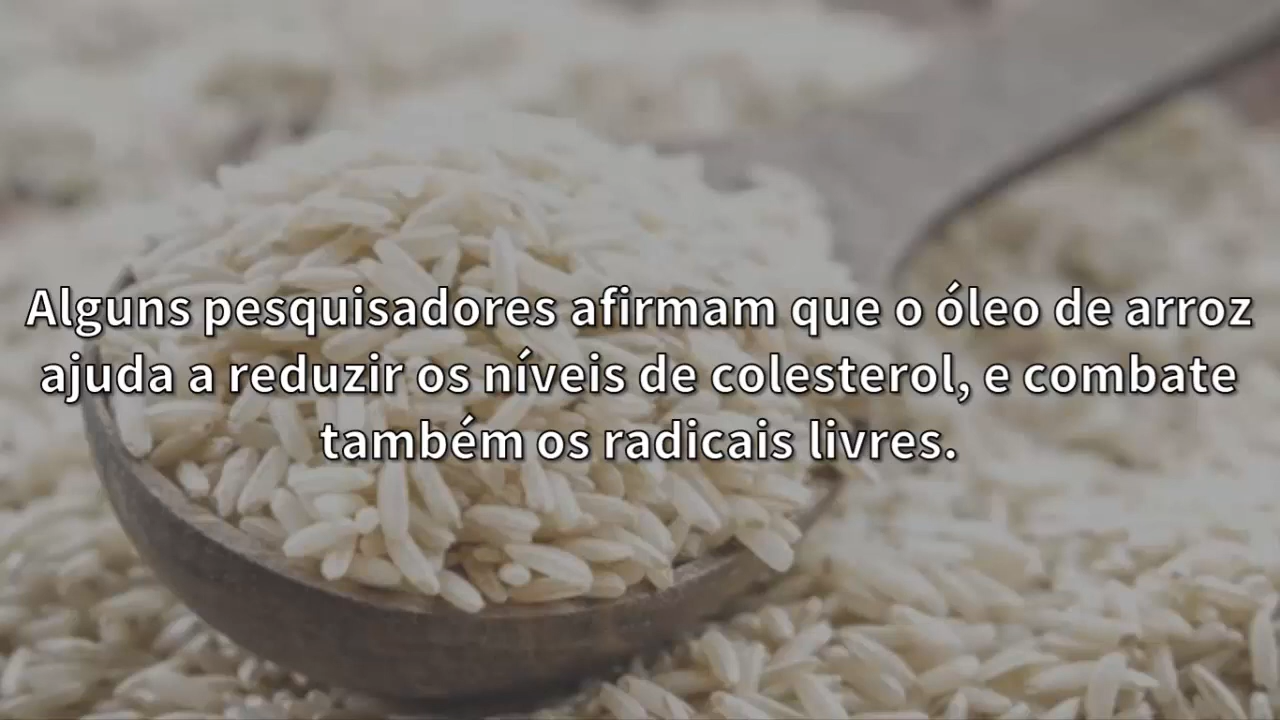 Alguns pesquisadores afirmam que o óleo de arroz
ajuda a reduzir os níveis de colesterol, e combate
também os radicais livres.